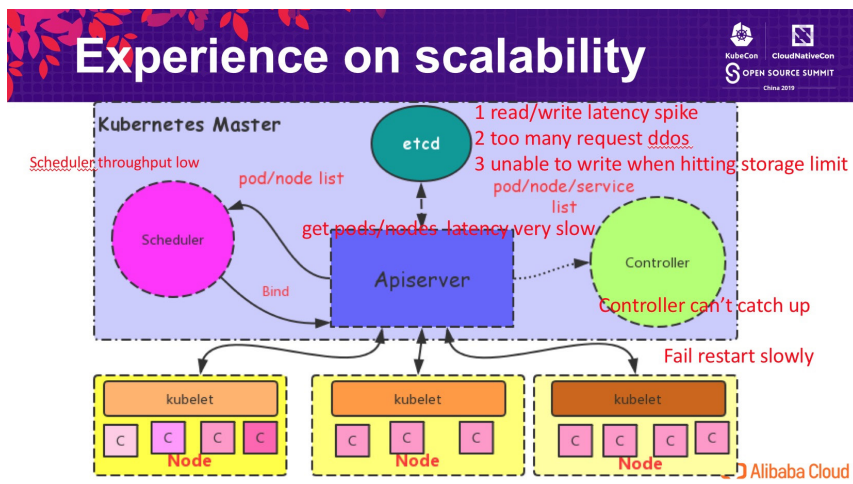 Experience on scalability
KubeCon
CloudNativeCon
OPEN SOURCE SUMMIT
China 2019
Kubernetes Master
etcd
1 read/write latency spike
2 too many request ddos
3 unable to write when hitting storage limit
Scheduler throughput low
pod/node list
pod/node/service
list
get pods/nodes latency very slow
Scheduler
Bind
Apiserver
Controller
Controller can't catch up
Fail restart slowly
kubelet
C C C C
Node
kubelet
C C C
Node
kubelet
C C C C
Node
Alibaba Cloud